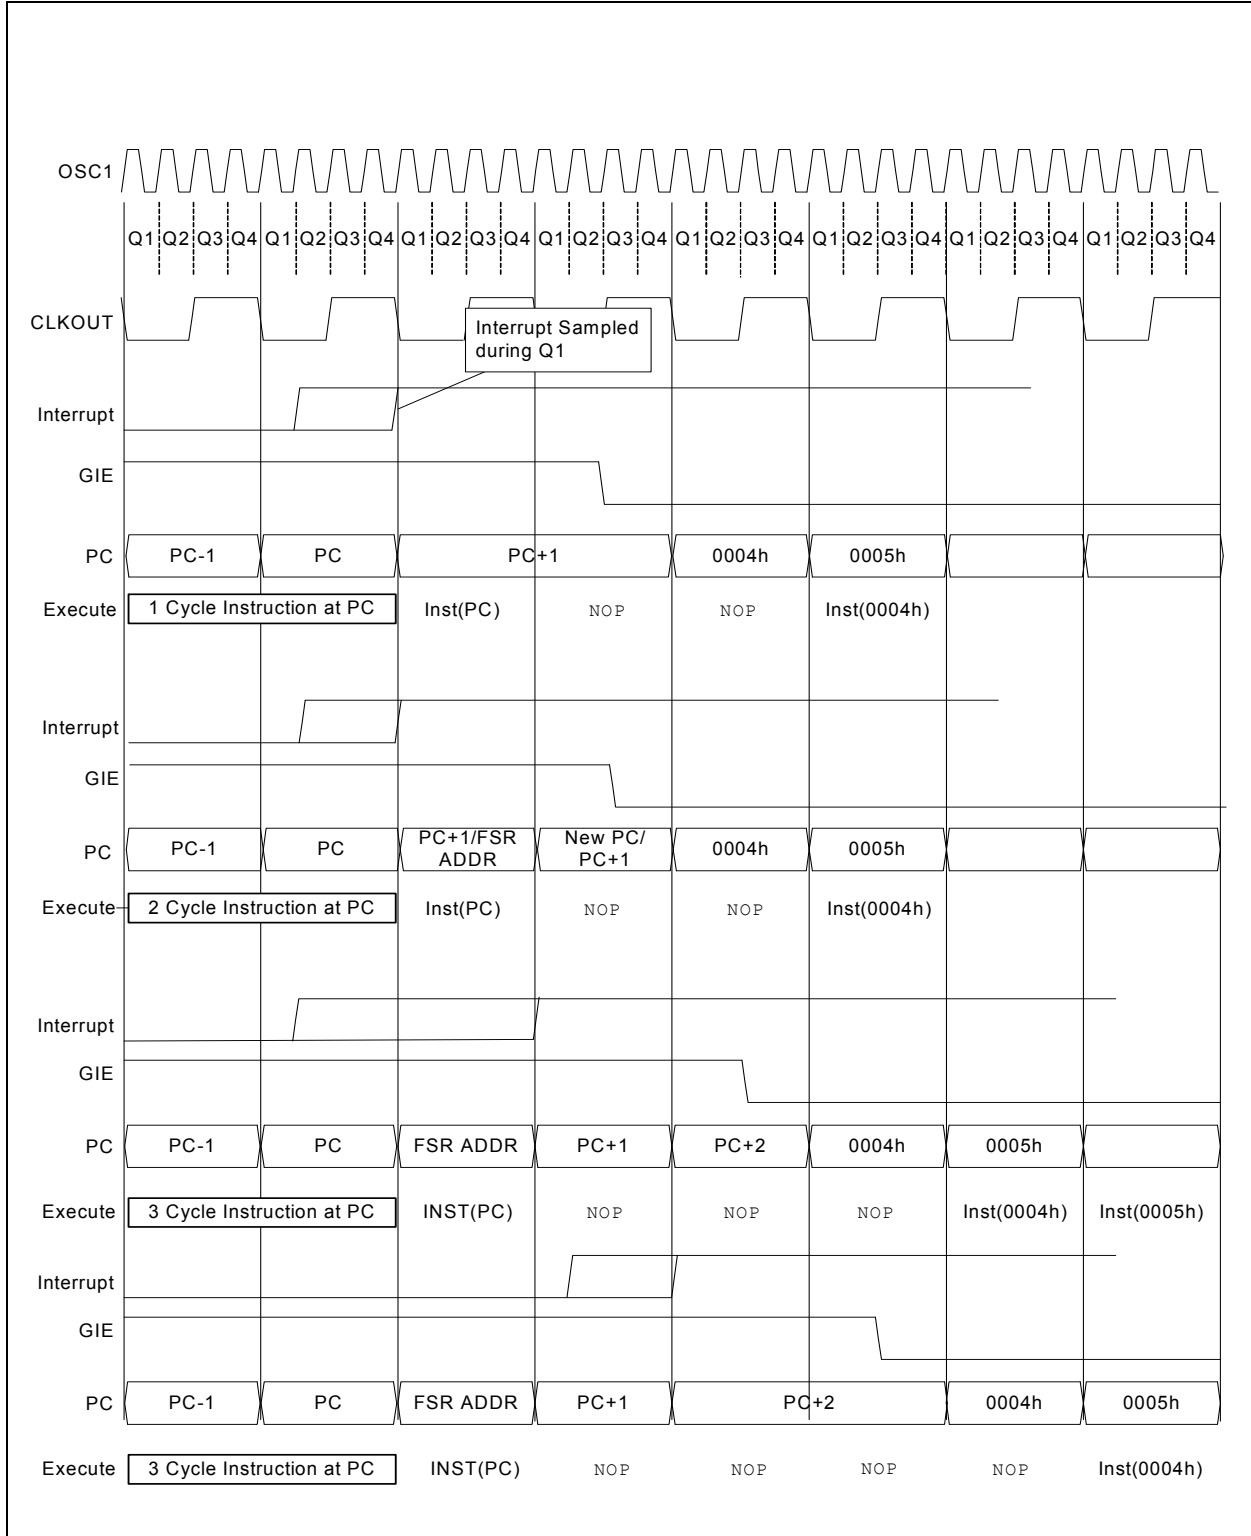 OSC1
Q1 Q2 Q3 Q4 Q1 Q2 Q3 Q4 Q1 Q2 Q3 Q4 Q1 Q2 Q3 Q4 Q1 Q2 Q3 Q4 Q1 Q2 Q3 Q4 Q1 Q2 Q3 Q4 Q1 Q2 Q3 Q4
CLKOUT
Interrupt Sampled
during Q1
Interrupt
GIE
PC PC-1 PC PC+1 0004h 0005h
Execute 1 Cycle Instruction at PC Inst(PC) NOP NOP Inst(0004h)
Interrupt
GIE
PC PC-1 PC PC+1/FSR ADDR New PC/ PC+1 0004h 0005h
Execute 2 Cycle Instruction at PC Inst(PC) NOP NOP Inst(0004h)
Interrupt
GIE
PC PC-1 PC FSR ADDR PC+1 PC+2 0004h 0005h
Execute 3 Cycle Instruction at PC INST(PC) NOP NOP NOP Inst(0004h) Inst(0005h)
Interrupt
GIE
PC PC-1 PC FSR ADDR PC+1 PC+2 0004h 0005h
Execute 3 Cycle Instruction at PC INST(PC) NOP NOP NOP NOP Inst(0004h)